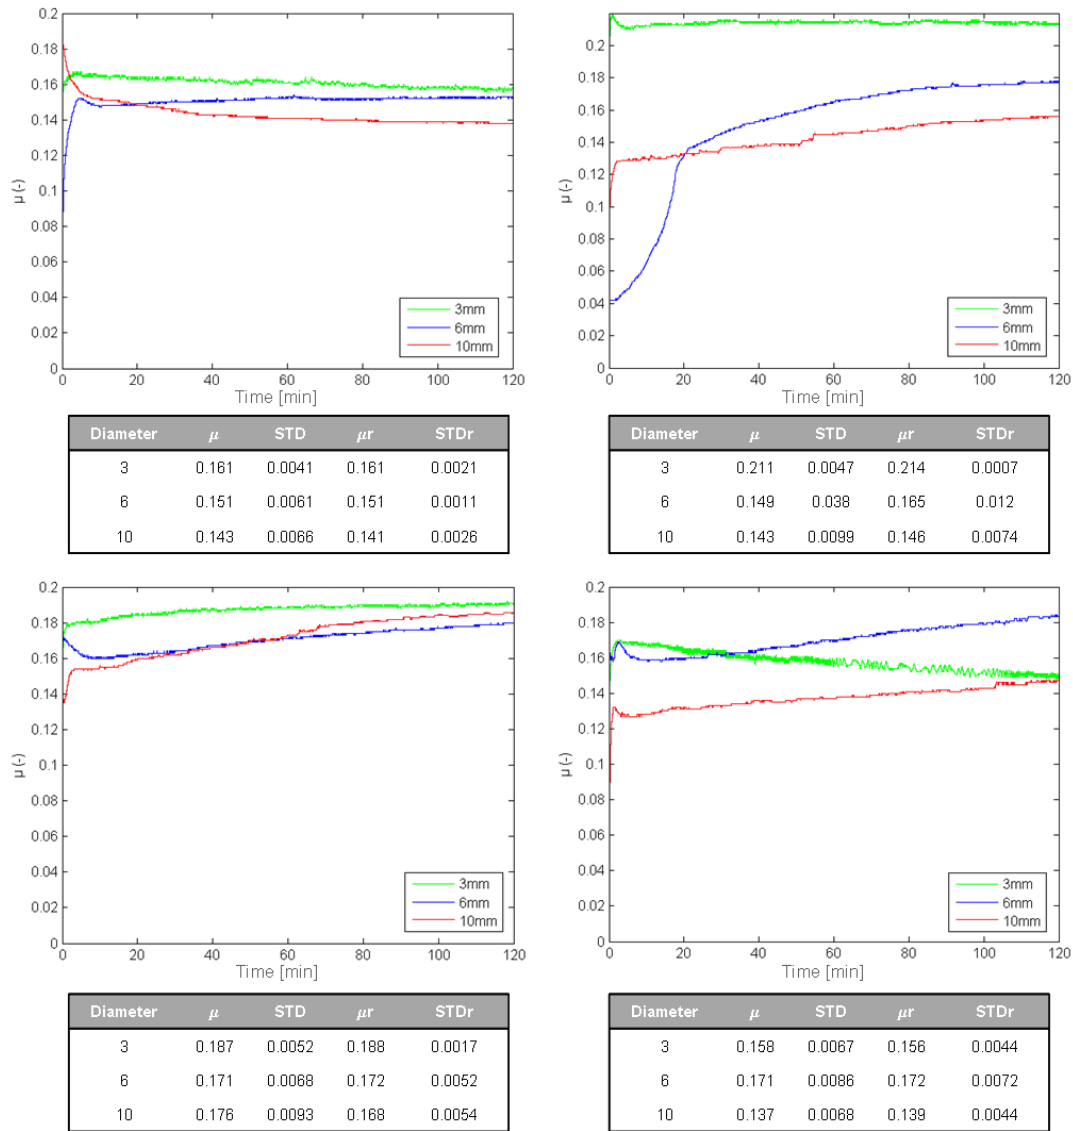 0.2
0.18
0.16
0.14
0.12
0.1
0.08
0.06
0.04
0.02
0
μ (-)
0 20 40 60 80 100 120
Time [min]
3mm
6mm
10mm
Diameter μ STD μr STDr
3 0.161 0.0041 0.161 0.0021
6 0.151 0.0061 0.151 0.0011
10 0.143 0.0066 0.141 0.0026
0.2
0.18
0.16
0.14
0.12
0.1
0.08
0.06
0.04
0.02
0
μ (-)
0 20 40 60 80 100 120
Time [min]
3mm
6mm
10mm
Diameter μ STD μr STDr
3 0.211 0.0047 0.214 0.0007
6 0.149 0.038 0.165 0.012
10 0.143 0.0099 0.146 0.0074
0.2
0.18
0.16
0.14
0.12
0.1
0.08
0.06
0.04
0.02
0
μ (-)
0 20 40 60 80 100 120
Time [min]
3mm
6mm
10mm
Diameter μ STD μr STDr
3 0.187 0.0052 0.188 0.0017
6 0.171 0.0068 0.172 0.0052
10 0.176 0.0093 0.168 0.0054
0.2
0.18
0.16
0.14
0.12
0.1
0.08
0.06
0.04
0.02
0
μ (-)
0 20 40 60 80 100 120
Time [min]
3mm
6mm
10mm
Diameter μ STD μr STDr
3 0.158 0.0067 0.156 0.0044
6 0.171 0.0086 0.172 0.0072
10 0.137 0.0068 0.139 0.0044